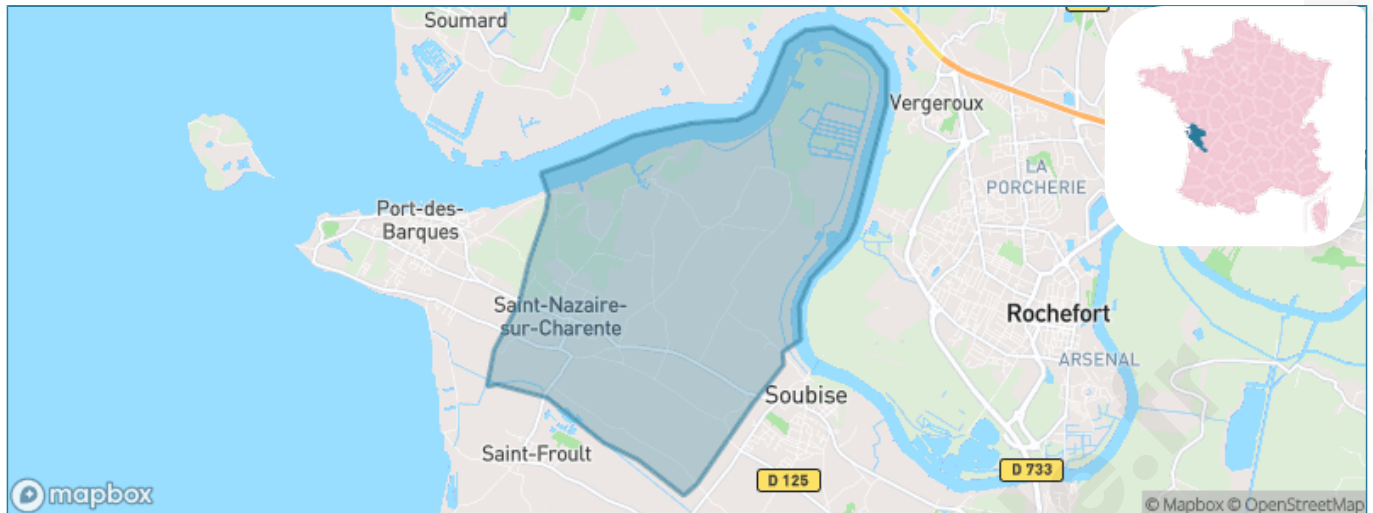 Soumard
Vergeroux
LA
PORCHERIE
Port-des-
Barques
Saint-Nazaire-
sur-Charente
Rochefort
ARSENAL
Soubise
Saint-Froult
D 125
D 733
mapbox
© Mapbox © OpenStreetMap